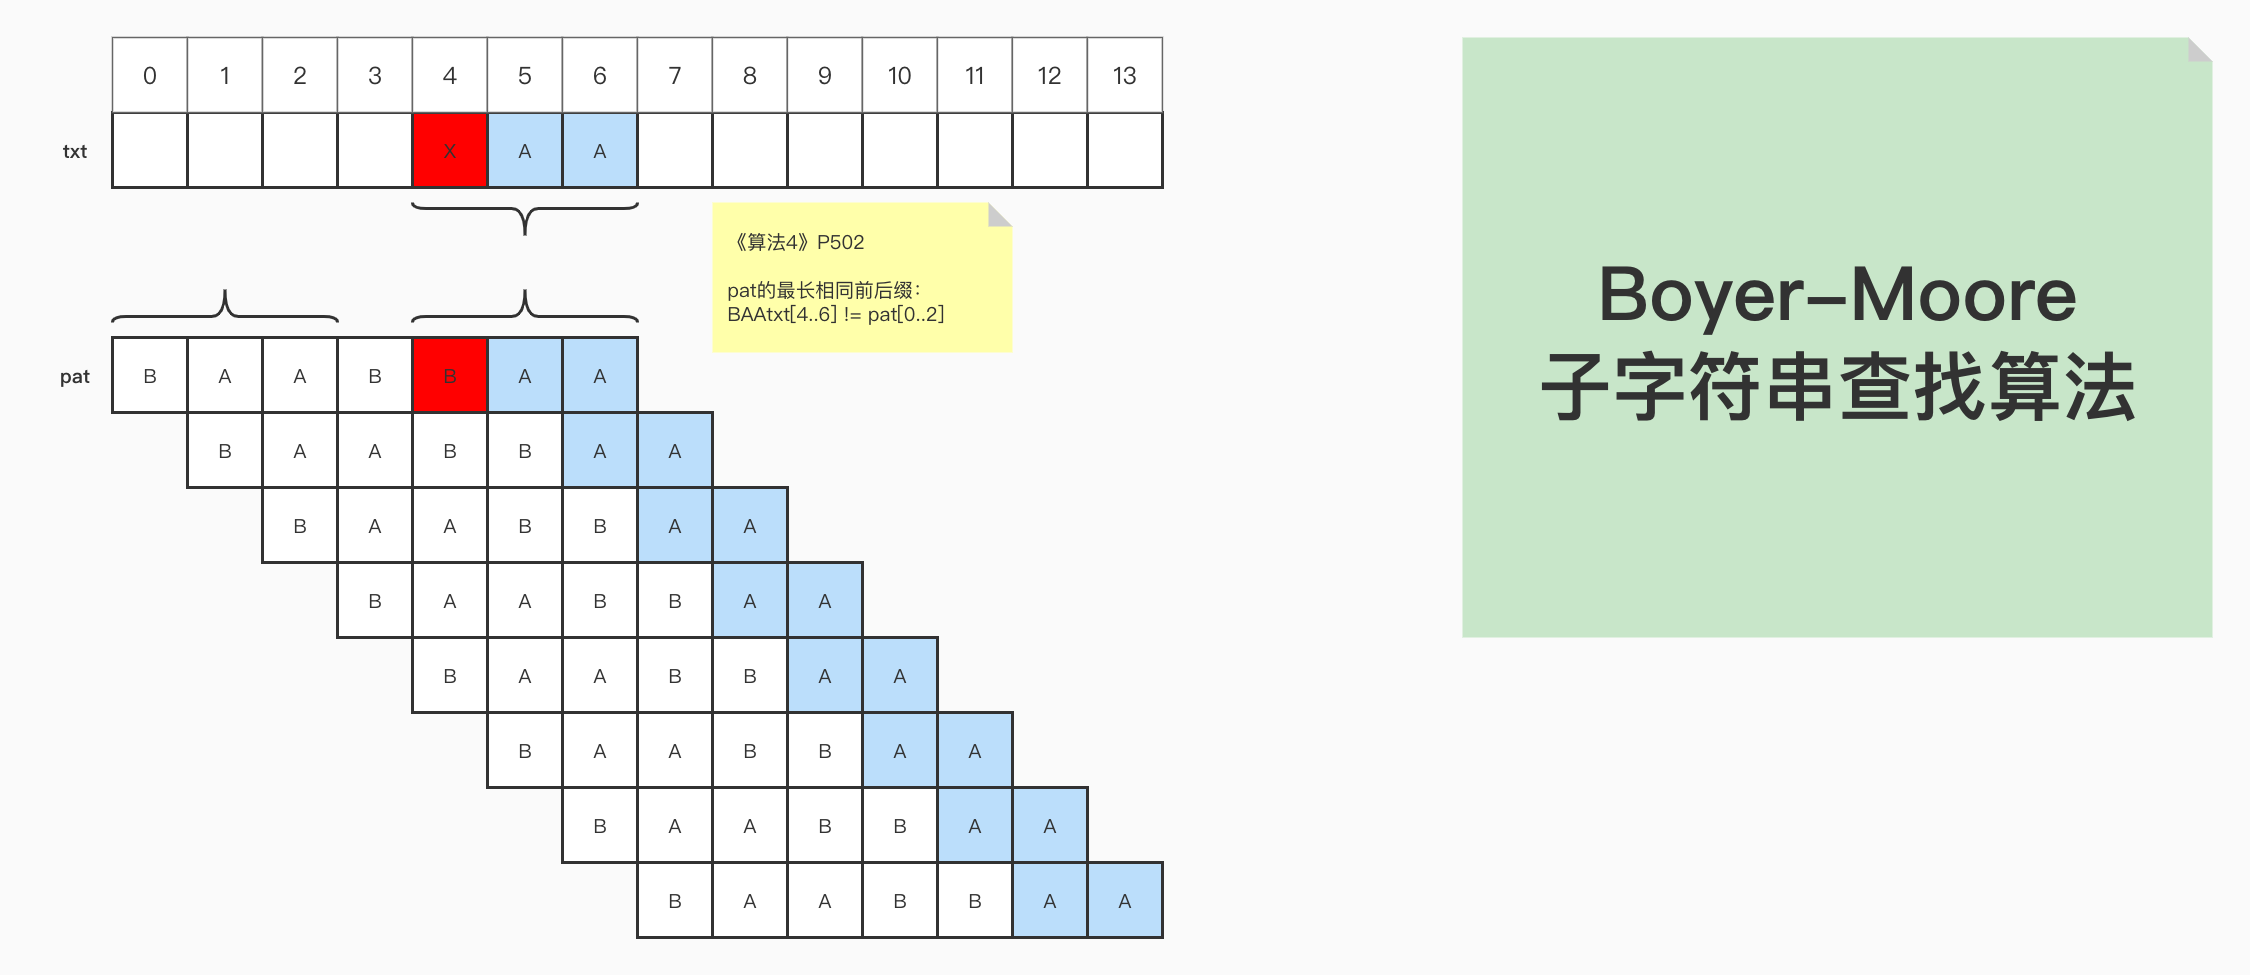 0 1 2 3 4 5 6 7 8 9 10 11 12 13
txt X A A
《算法4》P502
pat的最长相同前后缀：
BAAtxt[4..6] != pat[0..2]
pat B A A B B A A
B A A B B A A
B A A B B A A
B A A B B A A
B A A B B A A
B A A B B A A
B A A B B A A
B A A B B A A
Boyer-Moore
子字符串查找算法